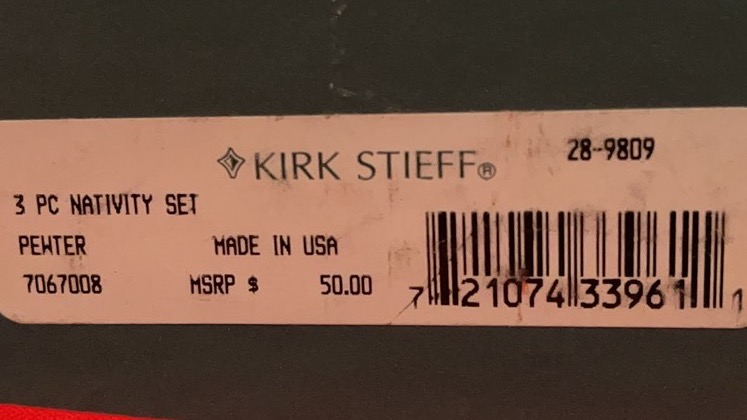 KIRK STIEFF®
28-9809
3 PC NATIVITY SET
PEWTER MADE IN USA
7067008 MSRP $ 50.00
7 21074 33961 1